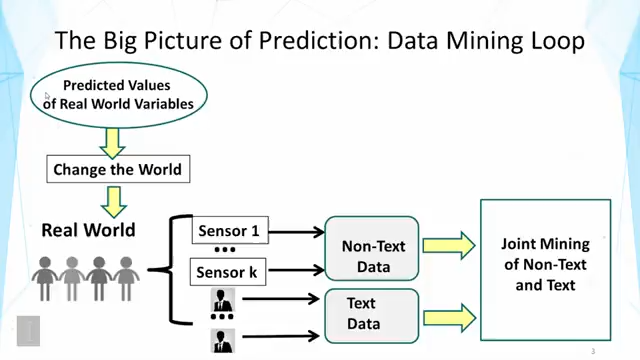 The Big Picture of Prediction: Data Mining Loop
Predicted Values
of Real World Variables
Change the World
Real World
Sensor 1
Sensor k
Non-Text
Data
Text
Data
Joint Mining
of Non-Text
and Text
3